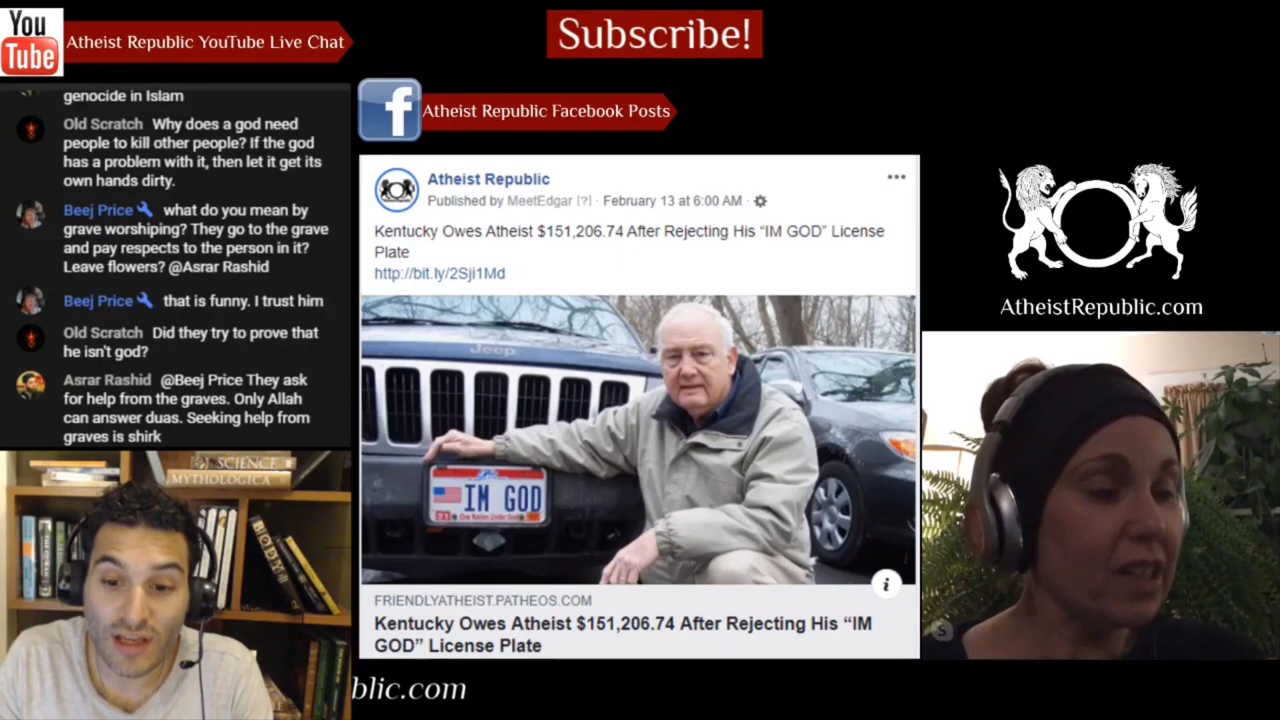 You
Tube
Atheist Republic YouTube Live Chat
Subscribe!
genocide in Islam
Old Scratch Why does a god need
people to kill other people? If the god
has a problem with it, then let it get its
own hands dirty.
Beej Price what do you mean by
grave worshiping? They go to the grave
and pay respects to the person in it?
Leave flowers? @Asrar Rashid
Beej Price that is funny. I trust him
Old Scratch Did they try to prove that
he isn't god?
Asrar Rashid @Beej Price They ask
for help from the graves. Only Allah
can answer duas. Seeking help from
graves is shirk
f
Atheist Republic Facebook Posts
Atheist Republic
Published by MeetEdgar [?] · February 13 at 6:00 AM ·
Kentucky Owes Atheist $151,206.74 After Rejecting His “IM GOD” License
Plate
http://bit.ly/2Sji1Md
Jeep
IM GOD
One Nation Under God
i
FRIENDLYATHEIST.PATHEOS.COM
Kentucky Owes Atheist $151,206.74 After Rejecting His “IM
GOD” License Plate
AtheistRepublic.com
SCIENCE
MYTHOLOGICA
BODY
S
blic.com